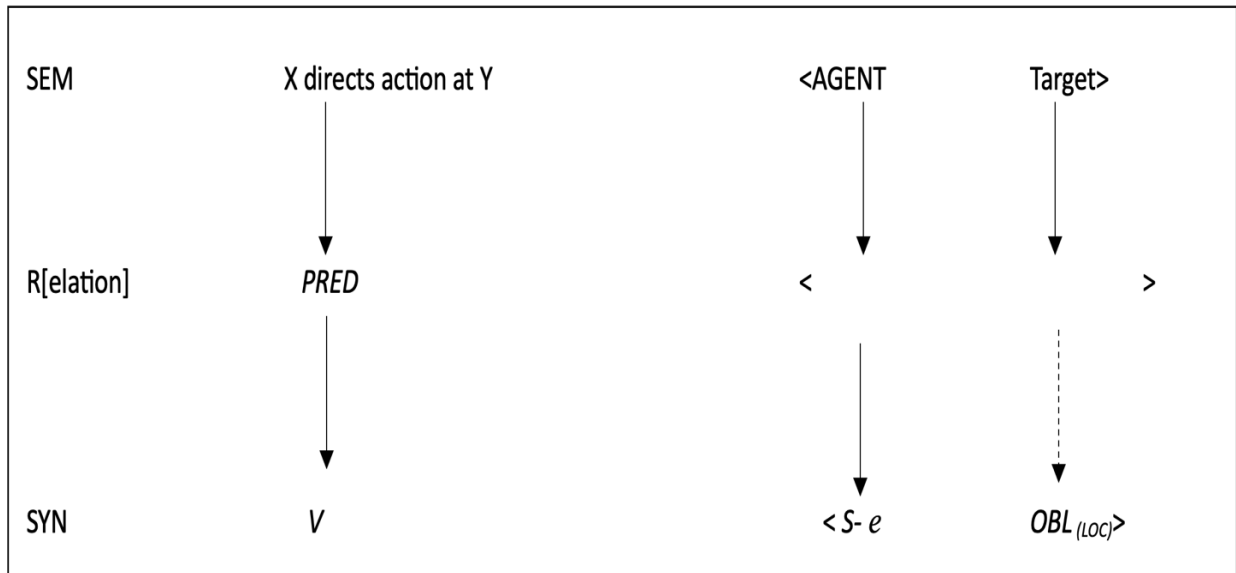 SEM X directs action at Y <AGENT Target>
R[elation] PRED < >
SYN V < S- e OBL (LOC)>